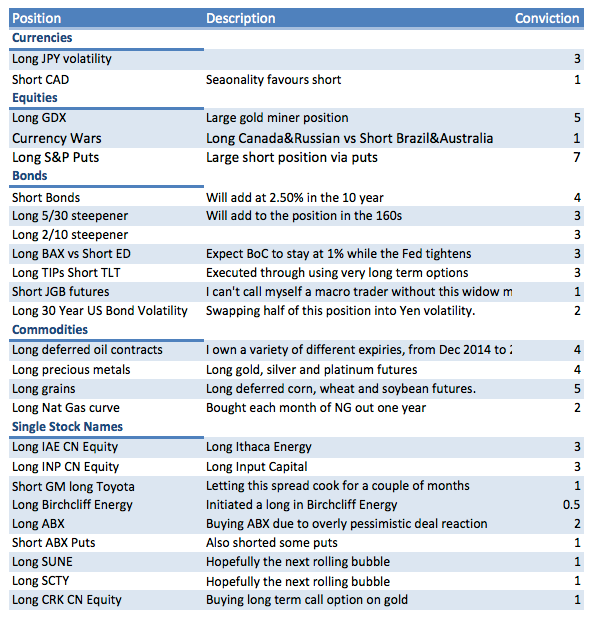 Position Description Conviction
Currencies
Long JPY volatility 3
Short CAD Seaonality favours short 1
Equities
Long GDX Large gold miner position 5
Currency Wars Long Canada&Russian vs Short Brazil&Australia 1
Long S&P Puts Large short position via puts 7
Bonds
Short Bonds Will add at 2.50% in the 10 year 4
Long 5/30 steepener Will add to the position in the 160s 3
Long 2/10 steepener 3
Long BAX vs Short ED Expect BoC to stay at 1% while the Fed tightens 3
Long TIPs Short TLT Executed through using very long term options 3
Short JGB futures I can't call myself a macro trader without this widow m 1
Long 30 Year US Bond Volatility Swapping half of this position into Yen volatility. 2
Commodities
Long deferred oil contracts I own a variety of different expiries, from Dec 2014 to 4
Long precious metals Long gold, silver and platinum futures 4
Long grains Long deferred corn, wheat and soybean futures. 5
Long Nat Gas curve Bought each month of NG out one year 2
Single Stock Names
Long IAE CN Equity Long Ithaca Energy 3
Long INP CN Equity Long Input Capital 3
Short GM long Toyota Letting this spread cook for a couple of months 1
Long Birchcliff Energy Initiated a long in Birchcliff Energy 0.5
Long ABX Buying ABX due to overly pessimistic deal reaction 2
Short ABX Puts Also shorted some puts 1
Long SUNE Hopefully the next rolling bubble 1
Long SCTY Hopefully the next rolling bubble 1
Long CRK CN Equity Buying long term call option on gold 1